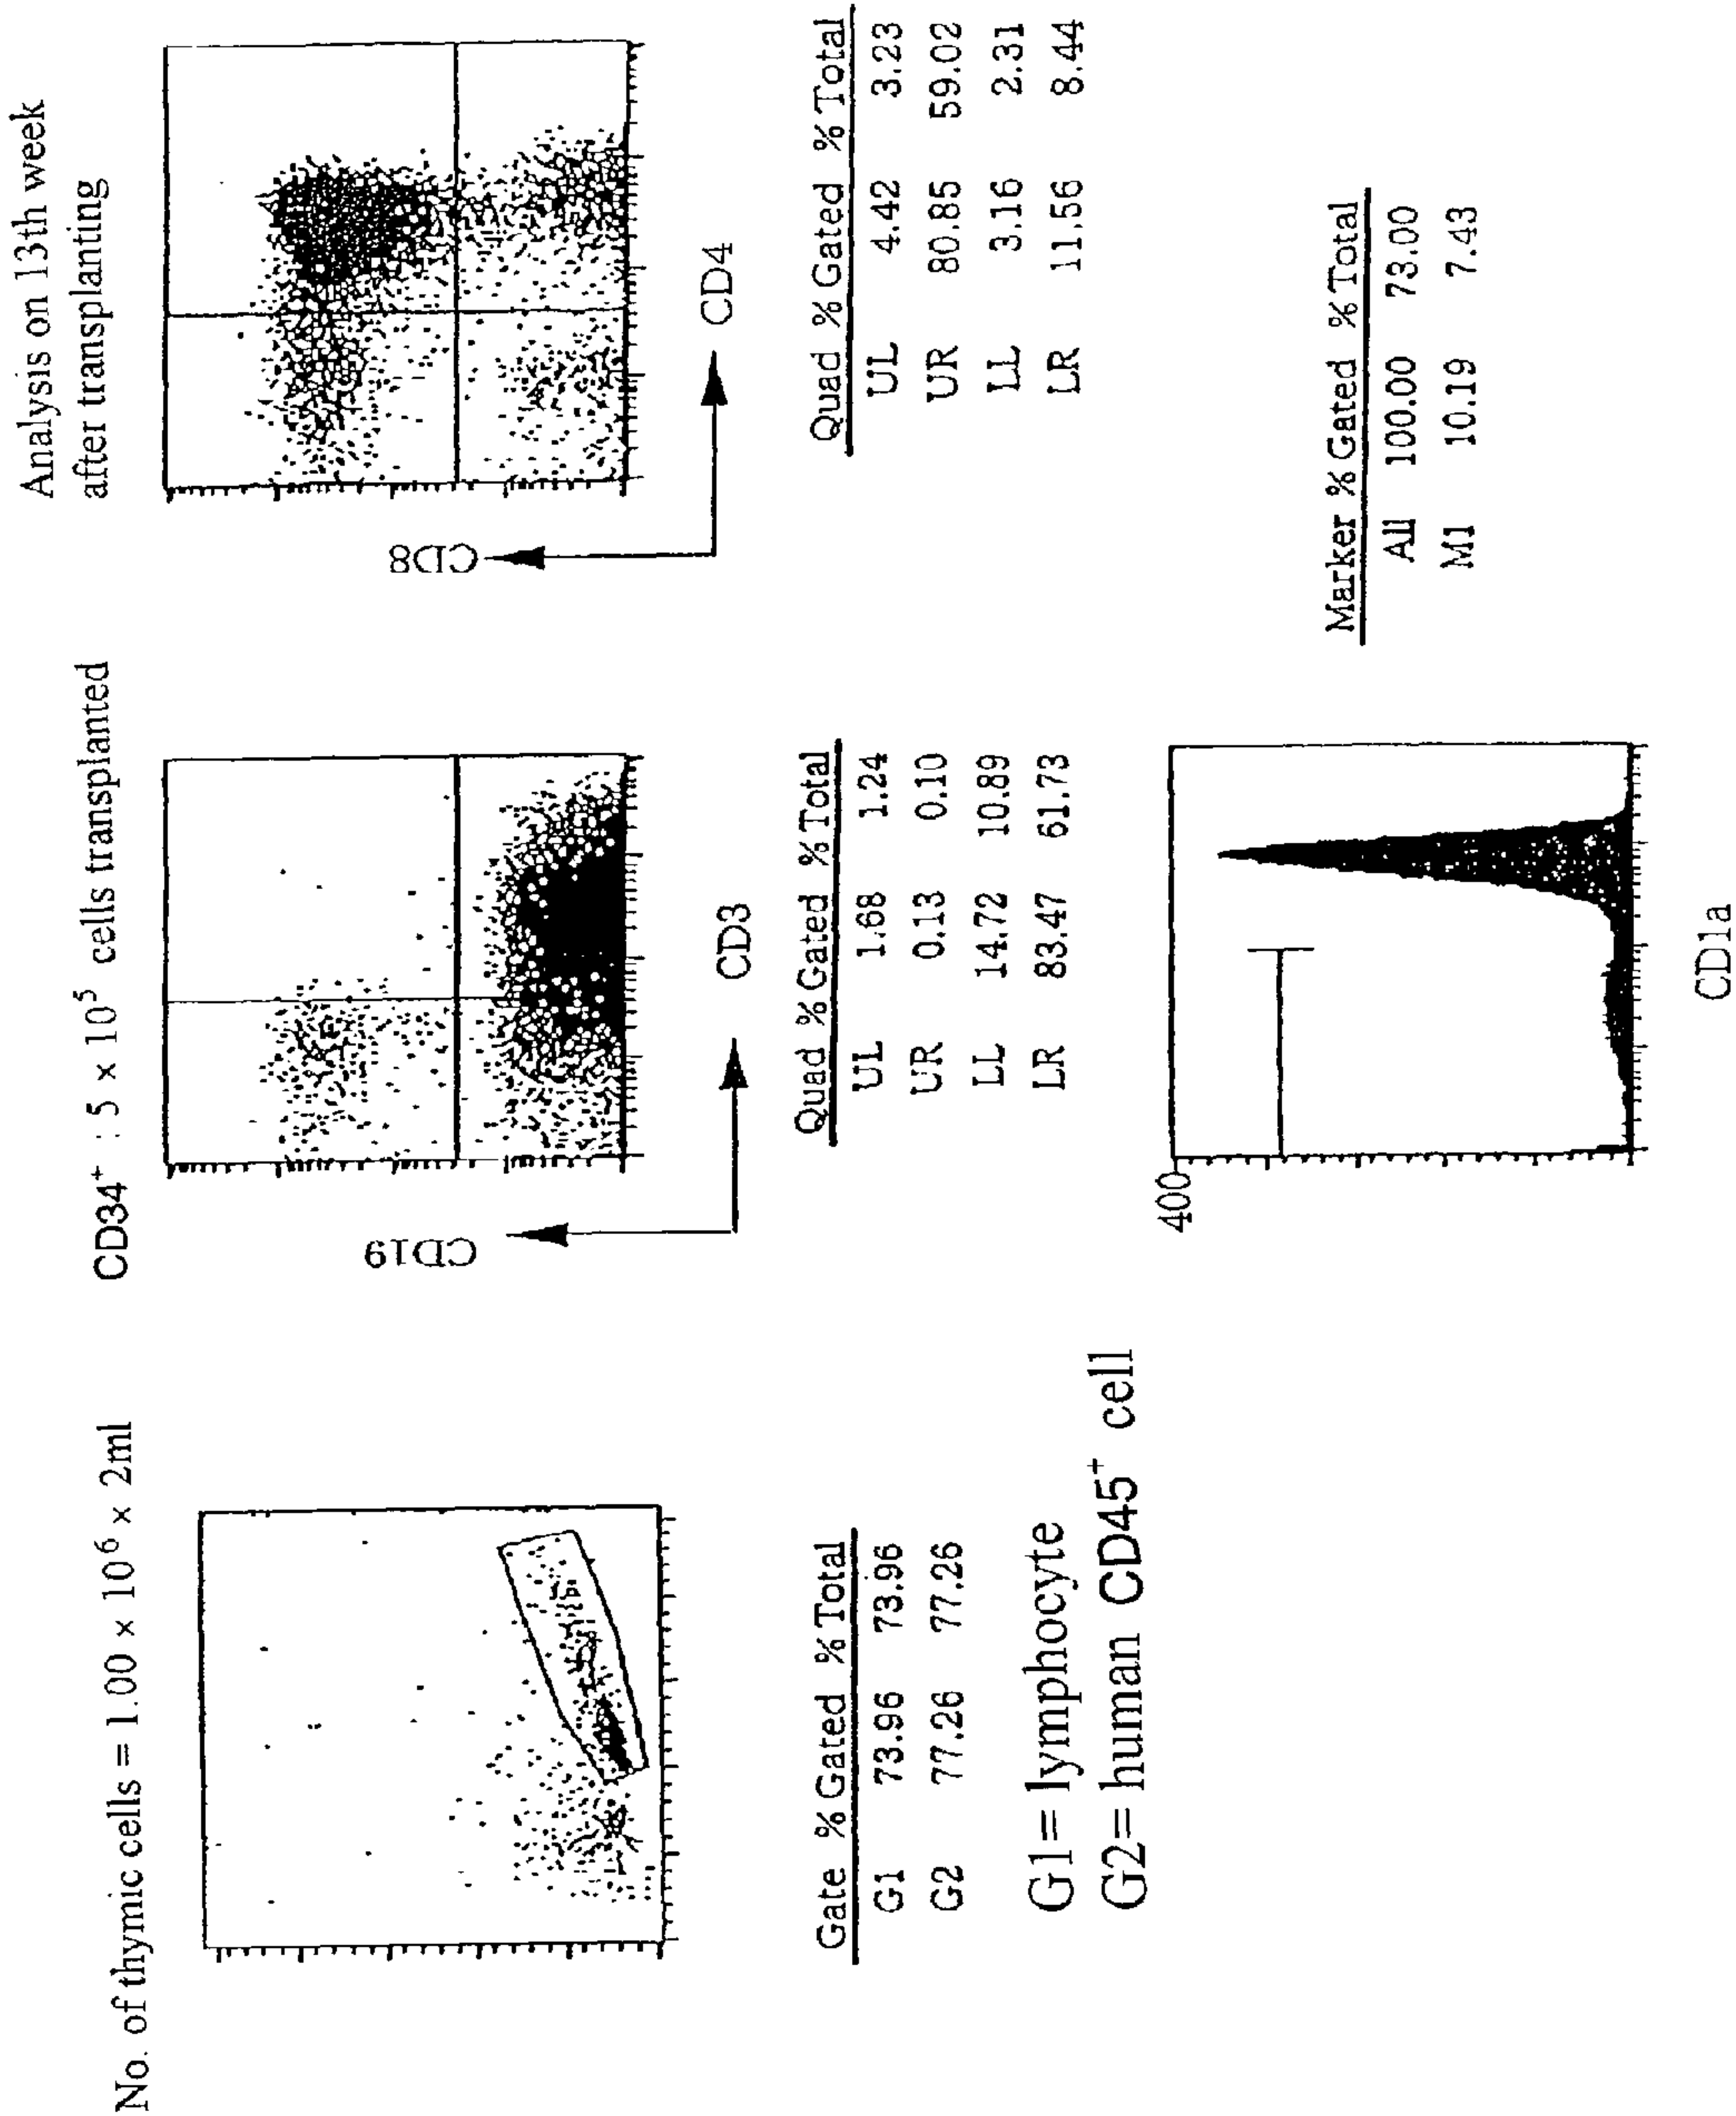 No. of thymic cells = 1.00 × 10⁶ × 2ml
CD34⁺ : 5 × 10⁵ cells transplanted
Analysis on 13th week
after transplanting
Gate % Gated % Total
G1 73.96 73.96
G2 77.26 77.26
G1= lymphocyte
G2= human CD45⁺ cell
CD19
CD3
Quad % Gated % Total
UL 1.68 1.24
UR 0.13 0.10
LL 14.72 10.89
LR 83.47 61.73
CD8
CD4
Quad % Gated % Total
UL 4.42 3.23
UR 80.85 59.02
LL 3.16 2.31
LR 11.56 8.44
400
CD1a
Marker % Gated % Total
All 100.00 73.00
M1 10.19 7.43